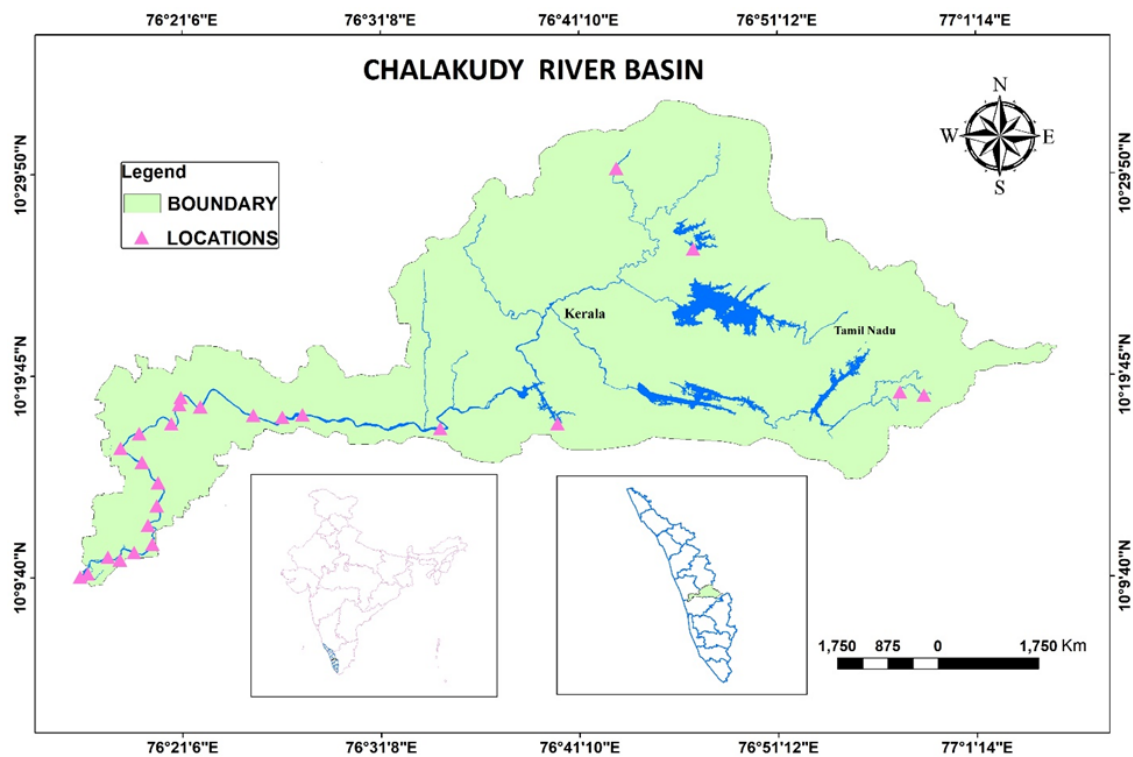 76°21'6"E 76°31'8"E 76°41'10"E 76°51'12"E 77°1'14"E
CHALAKUDY RIVER BASIN
N
W E
S
10°29'50"N 10°29'50"N
Legend
BOUNDARY
LOCATIONS
Kerala
Tamil Nadu
10°19'45"N 10°19'45"N
10°9'40"N 10°9'40"N
1,750 875 0 1,750 Km
76°21'6"E 76°31'8"E 76°41'10"E 76°51'12"E 77°1'14"E